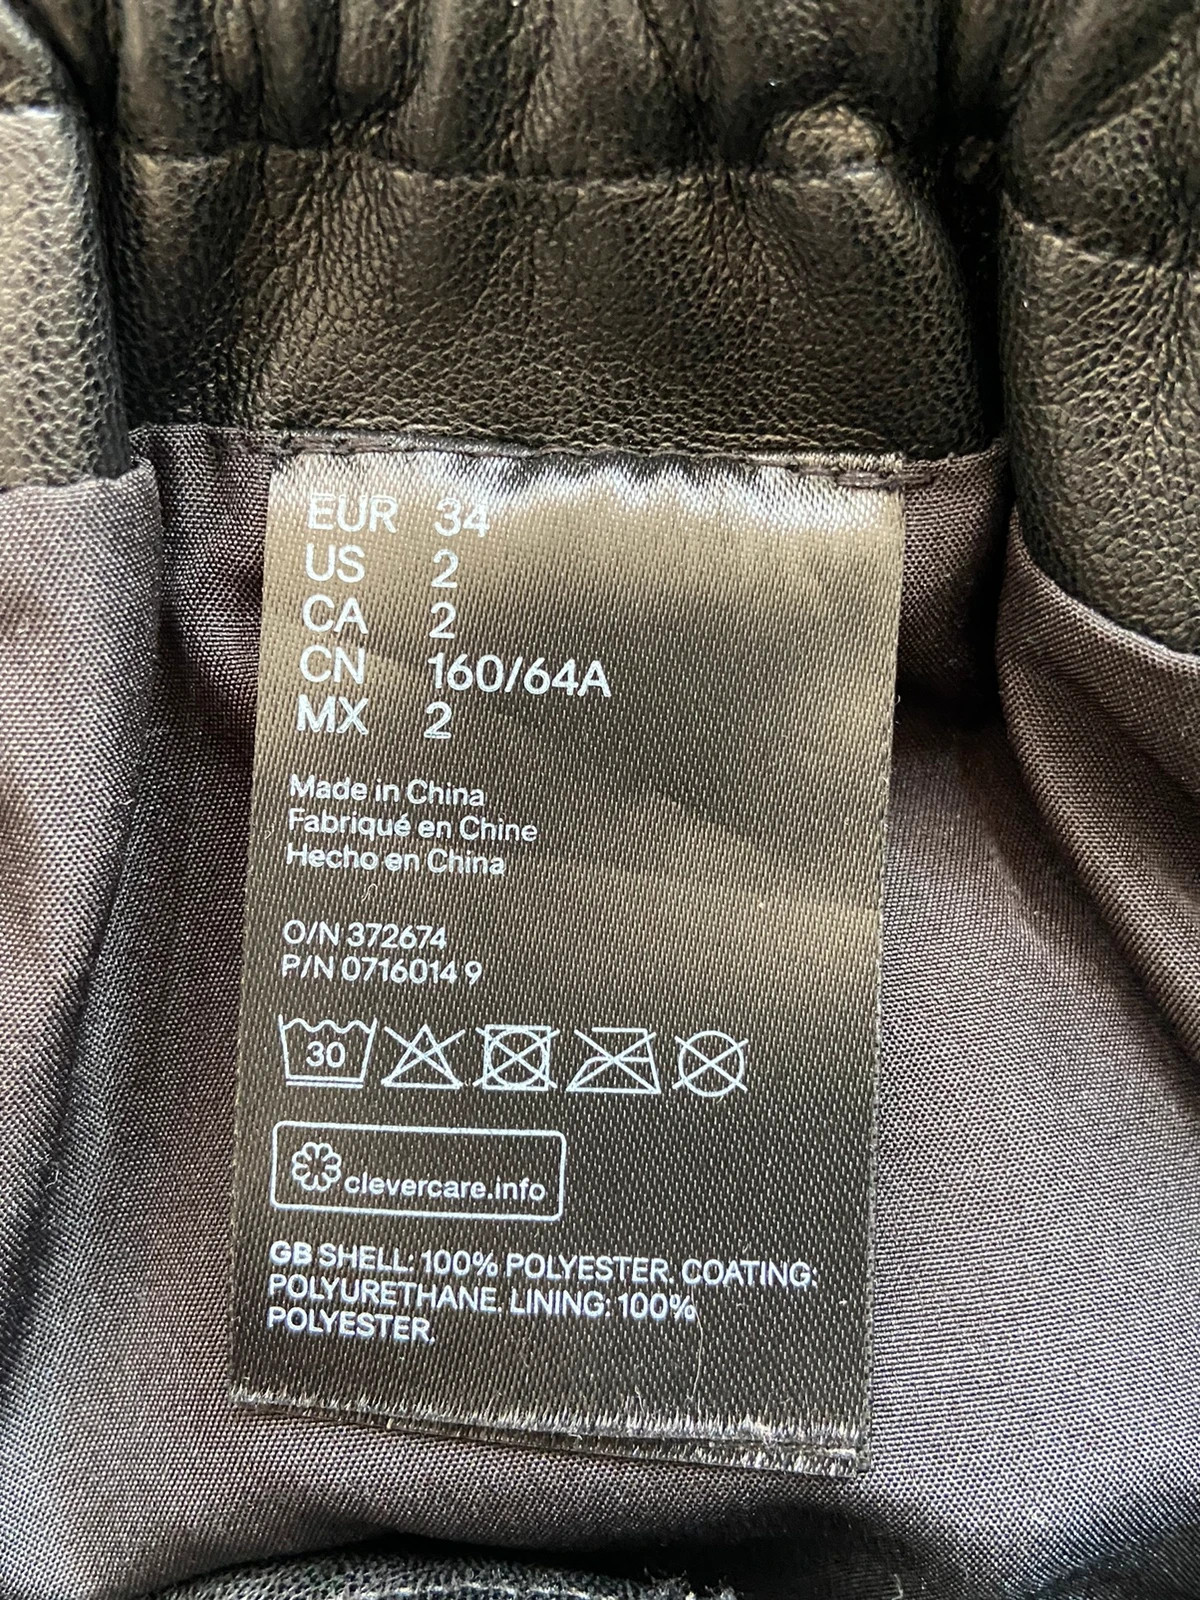 EUR 34
US 2
CA 2
CN 160/64A
MX 2
Made in China
Fabriqué en Chine
Hecho en China
O/N 372674
P/N 0716014 9
30
clevercare.info
GB SHELL: 100% POLYESTER. COATING:
POLYURETHANE. LINING: 100%
POLYESTER.